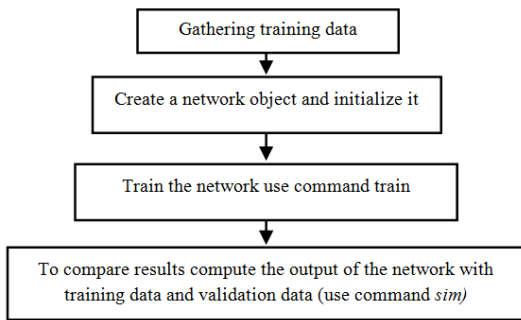 Gathering training data
Create a network object and initialize it
Train the network use command train
To compare results compute the output of the network with
training data and validation data (use command sim)